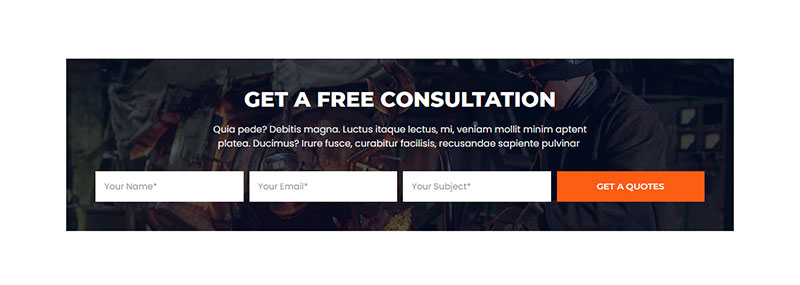 GET A FREE CONSULTATION
Quia pede? Debitis magna. Luctus itaque lectus, mi, veniam mollit minim aptent
platea. Ducimus? Irure fusce, curabitur facilisis, recusandae sapiente pulvinar
Your Name* Your Email* Your Subject* GET A QUOTES